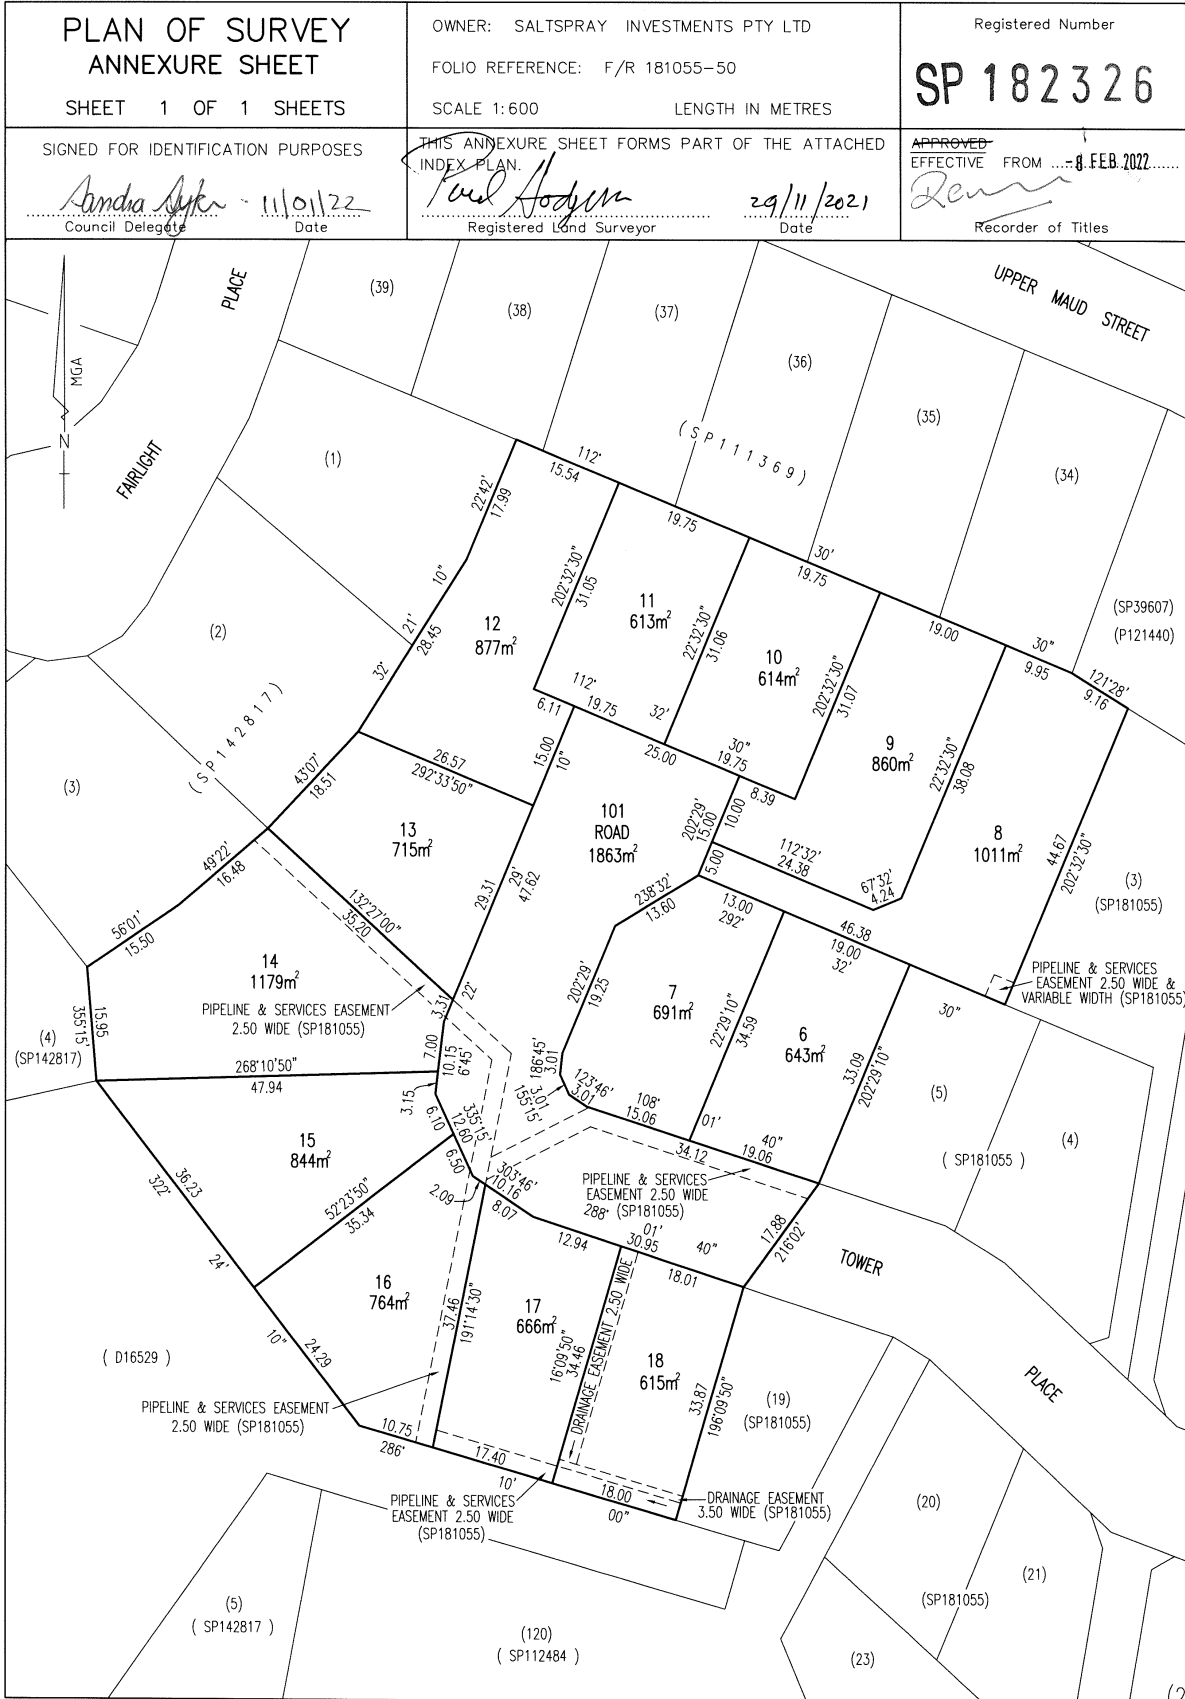 PLAN OF SURVEY
ANNEXURE SHEET
SHEET 1 OF 1 SHEETS
OWNER: SALTSPRAY INVESTMENTS PTY LTD
FOLIO REFERENCE: F/R 181055-50
SCALE 1:600 LENGTH IN METRES
Registered Number
SP 182326
SIGNED FOR IDENTIFICATION PURPOSES
11/01/22
Council Delegate Date
THIS ANNEXURE SHEET FORMS PART OF THE ATTACHED
INDEX PLAN.
29/11/2021
Registered Land Surveyor Date
APPROVED
EFFECTIVE FROM -8 FEB 2022
Recorder of Titles
PLACE
FAIRLIGHT
MGA
N
(39)
(38)
(37)
(36)
(35)
(34)
UPPER MAUD STREET
(SP111369)
(1)
(2)
(3)
(SP142817)
(SP39607)
(P121440)
112°
15.54
19.75
30'
19.75
19.00
30"
9.95
121°28'
9.16
22°42'
17.99
10"
21'
28.45
32°
12
877m²
202°32'30"
31.05
11
613m²
22°32'30"
31.06
10
614m²
202°32'30"
31.07
9
860m²
22°32'30"
38.08
8
1011m²
44.67
202°32'30"
(3)
(SP181055)
112°
6.11
19.75
32'
25.00
30"
19.75
8.39
15.00
10"
26.57
292°33'50"
43°07'
18.51
13
715m²
101
ROAD
1863m²
202°29'
15.00
10.00
5.00
112°32'
24.38
67°32'
4.24
29.31
29'
47.62
22°
238°32'
13.60
13.00
292°
46.38
19.00
32'
30"
49°22'
16.48
56°01'
15.50
132°27'00"
35.20
14
1179m²
PIPELINE & SERVICES EASEMENT
2.50 WIDE (SP181055)
PIPELINE & SERVICES
EASEMENT 2.50 WIDE &
VARIABLE WIDTH (SP181055)
202°29'
19.25
7
691m²
22°29'10"
34.59
6
643m²
33.09
202°29'10"
(4)
(SP142817)
355°15'
15.95
268°10'50"
47.94
3.31
7.00
10.15
6°45'
3.15
186°45'
3.01
155°15'
3.01
123°46'
3.01
108°
15.06
01'
34.12
40"
19.06
(5)
(4)
(SP181055)
15
844m²
335°15'
12.60
6.10
6.50
2.09
303°46'
10.16
8.07
PIPELINE & SERVICES
EASEMENT 2.50 WIDE
(SP181055)
288°
01'
30.95
40"
12.94
18.01
17.88
216°02'
TOWER
PLACE
36.23
322°
24'
10"
24.29
52°23'50"
35.34
16
764m²
37.46
191°14'30"
17
666m²
16°09'50"
34.46
DRAINAGE EASEMENT 2.50 WIDE
18
615m²
33.87
196°09'50"
(19)
(SP181055)
(D16529)
PIPELINE & SERVICES EASEMENT
2.50 WIDE (SP181055)
10.75
286°
17.40
10'
18.00
00"
PIPELINE & SERVICES
EASEMENT 2.50 WIDE
(SP181055)
DRAINAGE EASEMENT
3.50 WIDE (SP181055)
(20)
(21)
(SP181055)
(23)
(5)
(SP142817)
(120)
(SP112484)